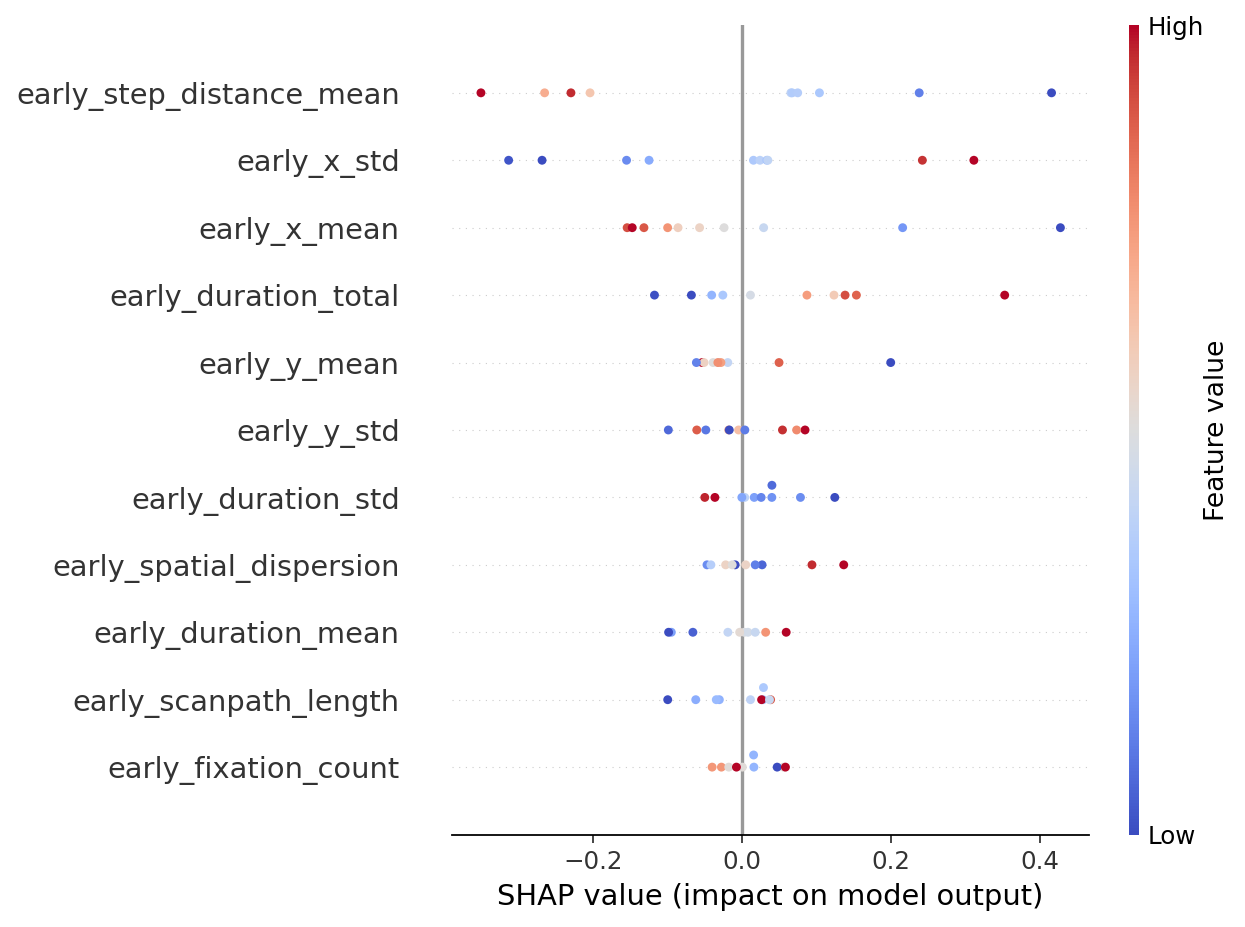 High
early_step_distance_mean
early_x_std
early_x_mean
early_duration_total
early_y_mean
early_y_std
early_duration_std
early_spatial_dispersion
early_duration_mean
early_scanpath_length
early_fixation_count
Feature value
Low
−0.2 0.0 0.2 0.4
SHAP value (impact on model output)